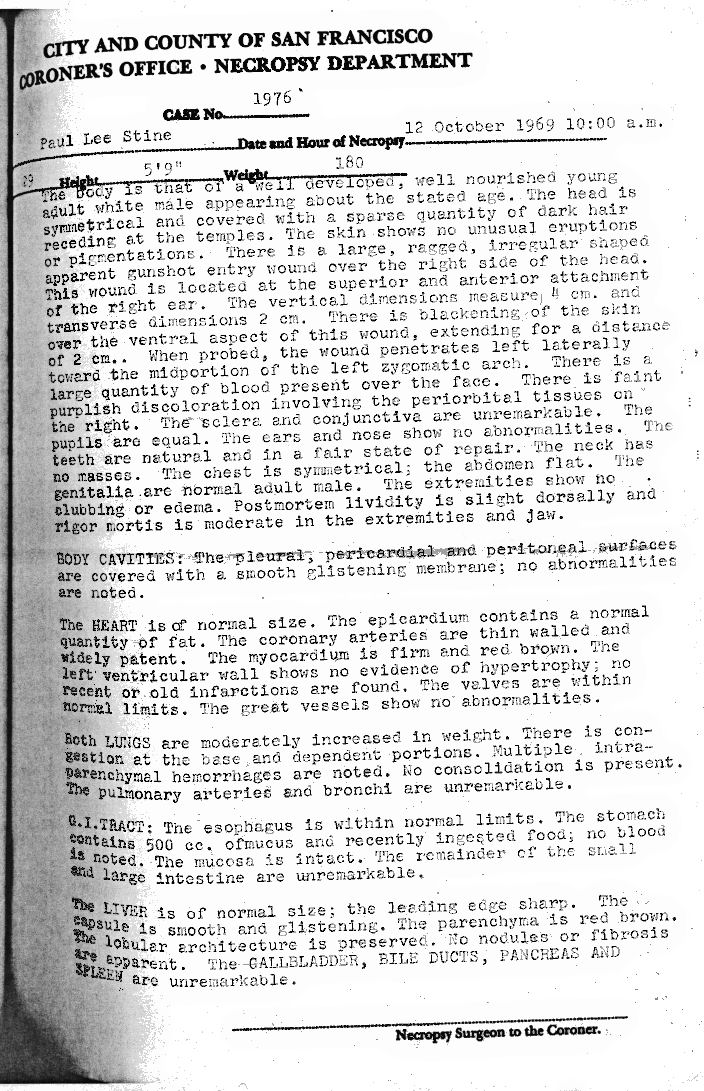 CITY AND COUNTY OF SAN FRANCISCO
CORONER'S OFFICE • NECROPSY DEPARTMENT
1976
CASE No.
Paul Lee Stine
Date and Hour of Necropsy
12 October 1969 10:00 a.m.
29
Height 5'9" Weight 180
The body is that of a well developed, well nourished young
adult white male appearing about the stated age. The head is
symmetrical and covered with a sparse quantity of dark hair
receding at the temples. The skin shows no unusual eruptions
or pigmentations. There is a large, ragged, irregular shaped
apparent gunshot entry wound over the right side of the head.
This wound is located at the superior and anterior attachment
of the right ear. The vertical dimensions measure, 4 cm. and
transverse dimensions 2 cm. There is blackening of the skin
over the ventral aspect of this wound, extending for a distance
of 2 cm.. When probed, the wound penetrates left laterally
toward the midportion of the left zygomatic arch. There is a
large quantity of blood present over the face. There is faint
purplish discoloration involving the periorbital tissues on
the right. The sclera and conjunctiva are unremarkable. The
pupils are equal. The ears and nose show no abnormalities. The
teeth are natural and in a fair state of repair. The neck has
no masses. The chest is symmetrical; the abdomen flat. The
genitalia are normal adult male. The extremities show no
clubbing or edema. Postmortem lividity is slight dorsally and
rigor mortis is moderate in the extremities and jaw.
BODY CAVITIES: The pleural, pericardial and peritoneal surfaces
are covered with a smooth glistening membrane; no abnormalities
are noted.
The HEART is of normal size. The epicardium contains a normal
quantity of fat. The coronary arteries are thin walled and
widely patent. The myocardium is firm and red brown. The
left ventricular wall shows no evidence of hypertrophy; no
recent or old infarctions are found. The valves are within
normal limits. The great vessels show no abnormalities.
Both LUNGS are moderately increased in weight. There is con-
gestion at the base and dependent portions. Multiple intra-
parenchymal hemorrhages are noted. No consolidation is present.
The pulmonary arteries and bronchi are unremarkable.
G.I.TRACT: The esophagus is within normal limits. The stomach
contains 500 cc. ofmucus and recently ingested food; no blood
is noted. The mucosa is intact. The remainder of the small
and large intestine are unremarkable.
The LIVER is of normal size; the leading edge sharp. The
capsule is smooth and glistening. The parenchyma is red brown.
The lobular architecture is preserved. No nodules or fibrosis
are apparent. The GALLBLADDER, BILE DUCTS, PANCREAS AND
SPLEEN are unremarkable.
Necropsy Surgeon to the Coroner.